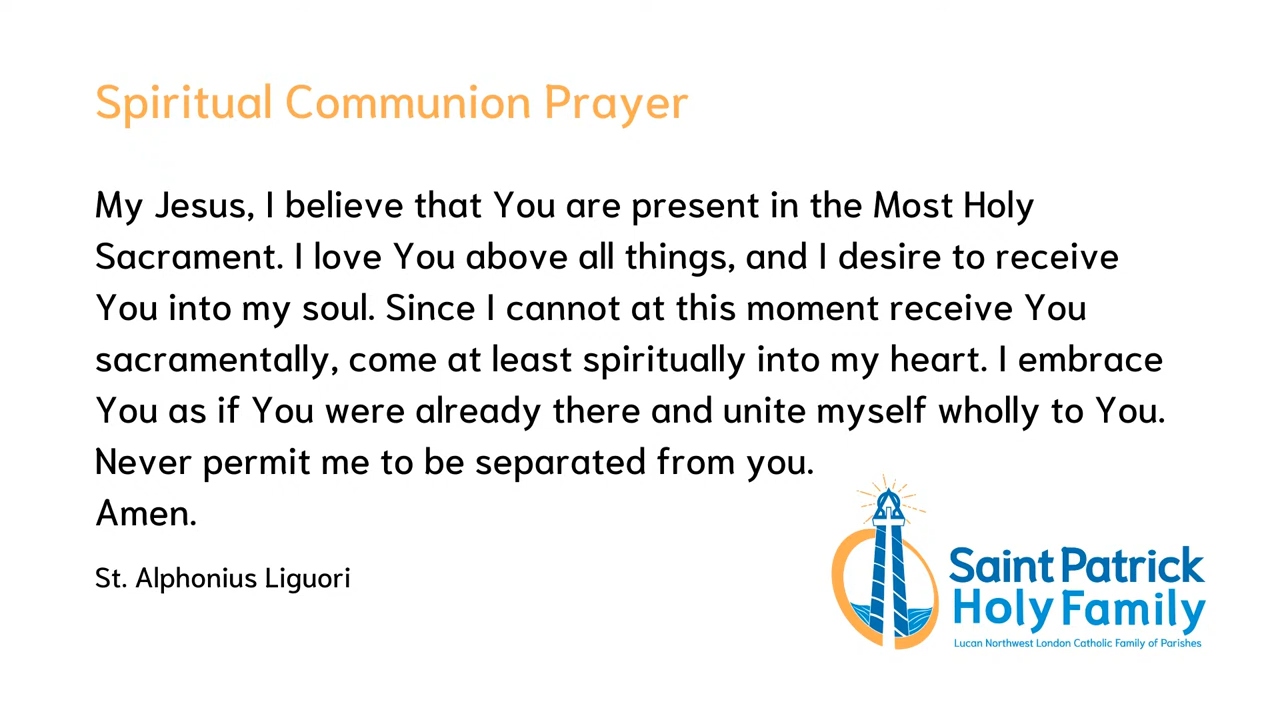 Spiritual Communion Prayer
My Jesus, I believe that You are present in the Most Holy
Sacrament. I love You above all things, and I desire to receive
You into my soul. Since I cannot at this moment receive You
sacramentally, come at least spiritually into my heart. I embrace
You as if You were already there and unite myself wholly to You.
Never permit me to be separated from you.
Amen.
St. Alphonius Liguori
Saint Patrick
Holy Family
Lucan Northwest London Catholic Family of Parishes